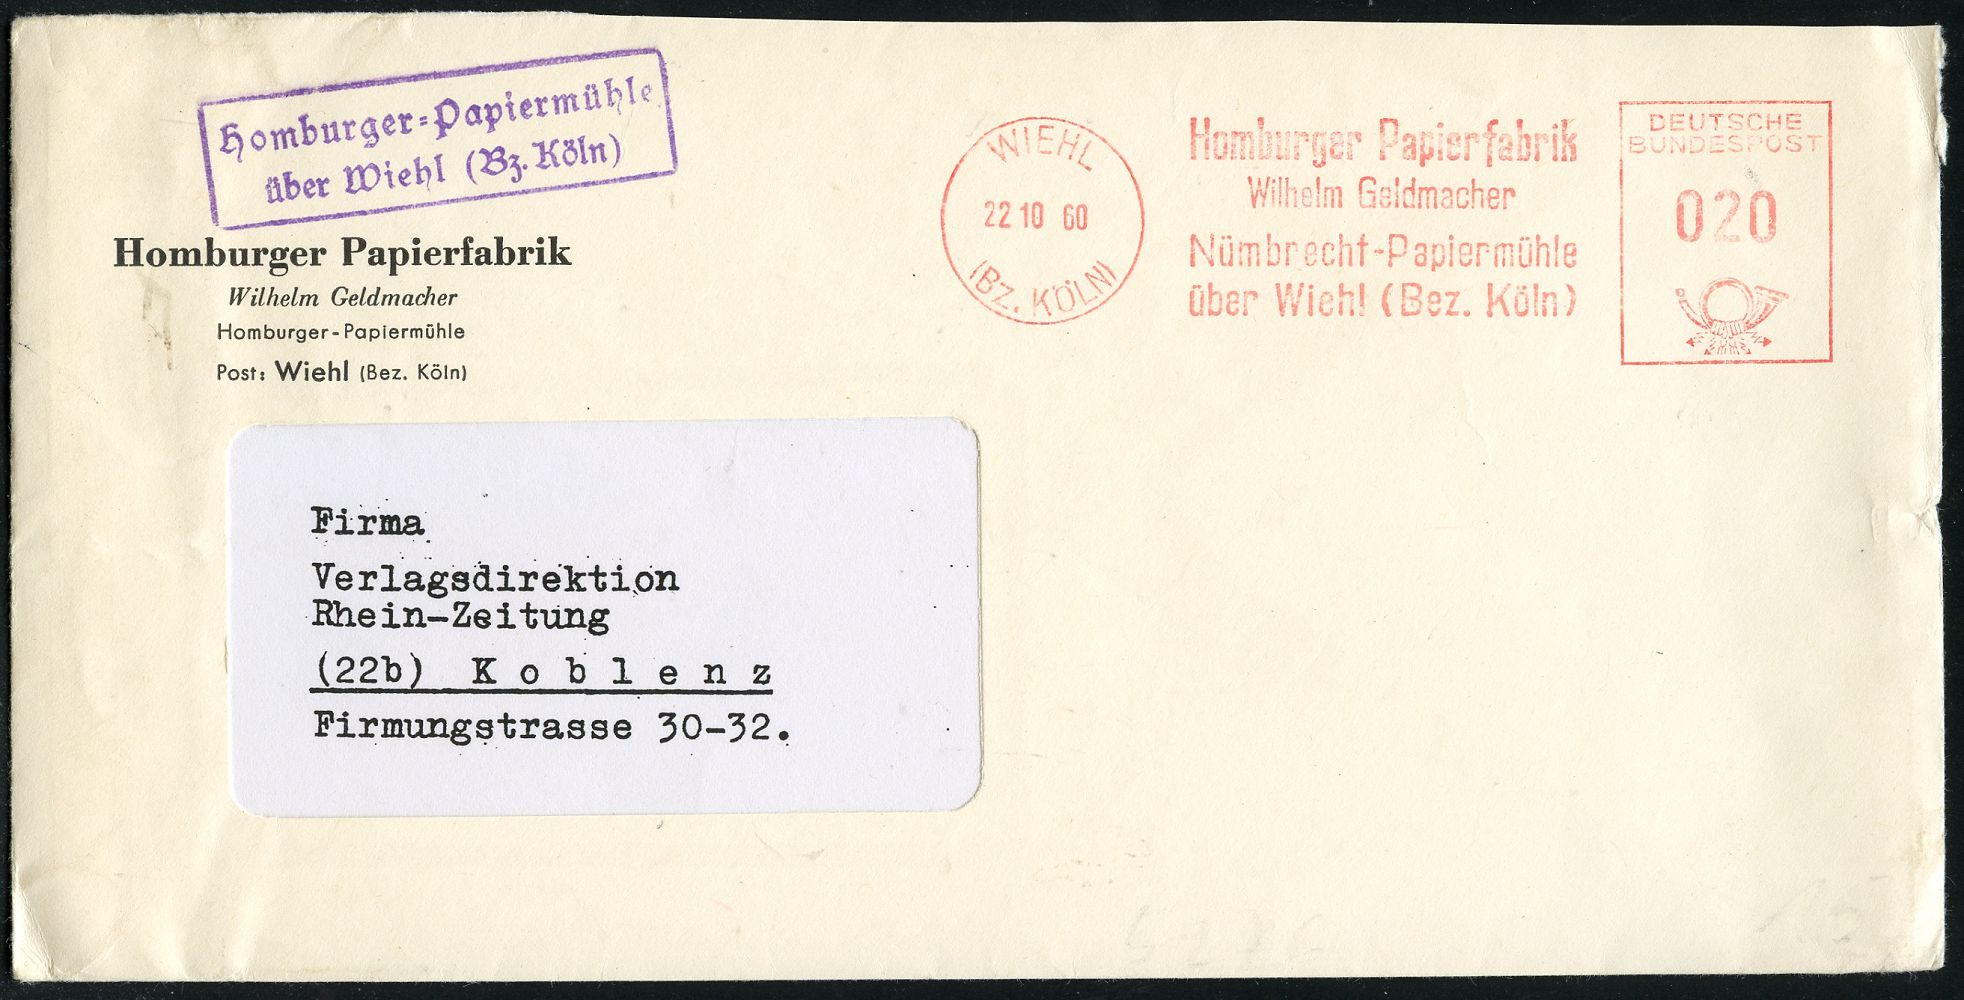 Homburger=Papiermühle
über Wiehl (Bz. Köln)
Homburger Papierfabrik
Wilhelm Geldmacher
Homburger-Papiermühle
Post: Wiehl (Bez. Köln)
WIEHL
22 10 60
(BZ. KÖLN)
Homburger Papierfabrik
Wilhelm Geldmacher
Nümbrecht-Papiermühle
über Wiehl (Bez. Köln)
DEUTSCHE
BUNDESPOST
020
Firma
Verlagsdirektion
Rhein-Zeitung
(22b) K o b l e n z
Firmungstrasse 30-32.